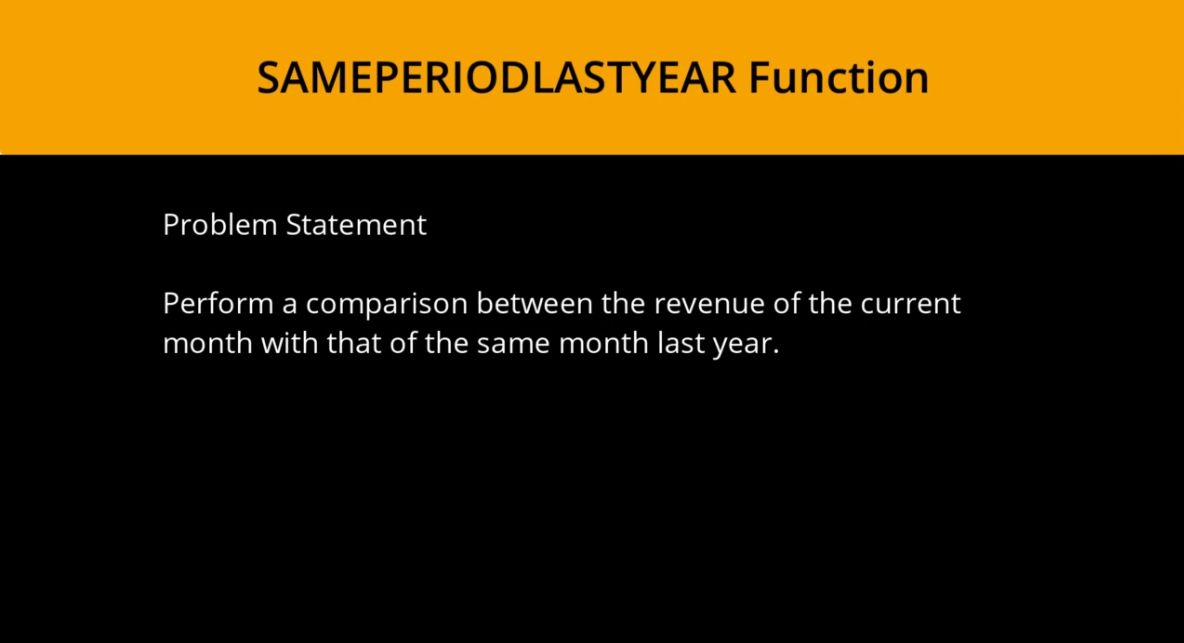 SAMEPERIODLASTYEAR Function
Problem Statement
Perform a comparison between the revenue of the current
month with that of the same month last year.